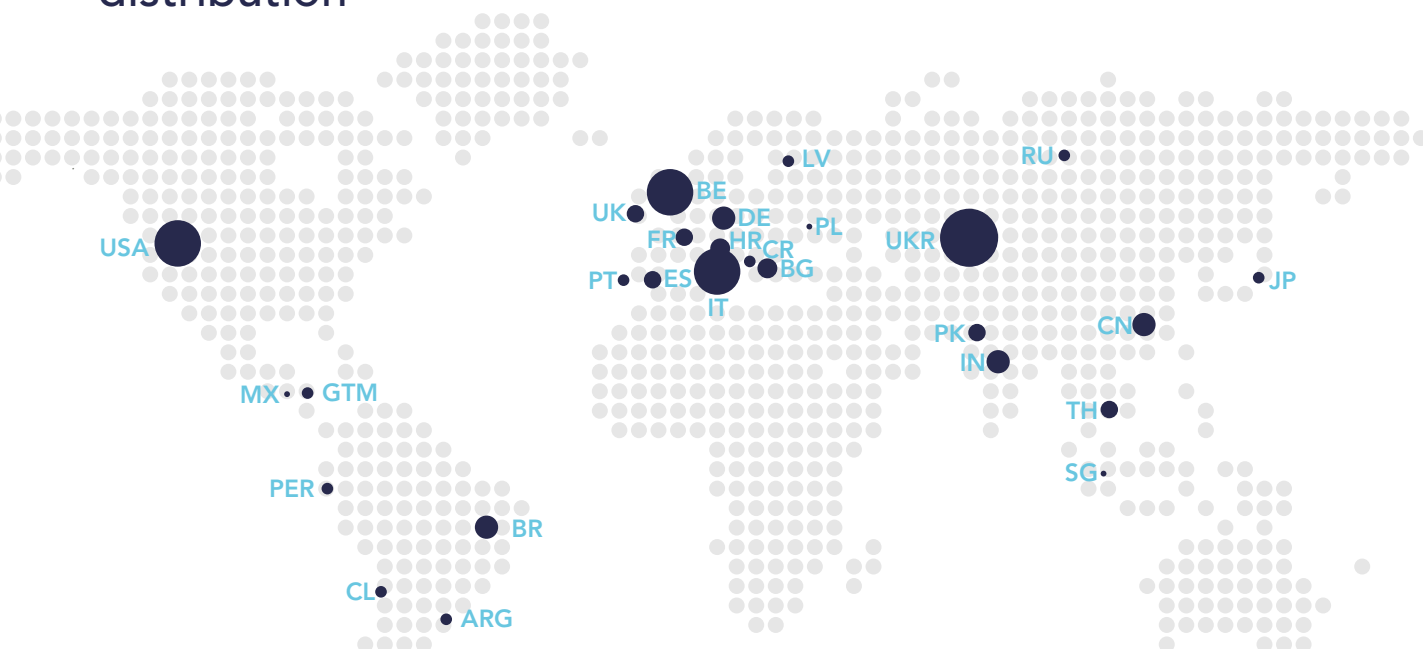 distribution
LV
RU
BE
UK
DE
PL
FR
HR
UKR
USA
CR
BG
PT
ES
JP
IT
CN
PK
IN
MX
GTM
TH
SG
PER
BR
CL
ARG